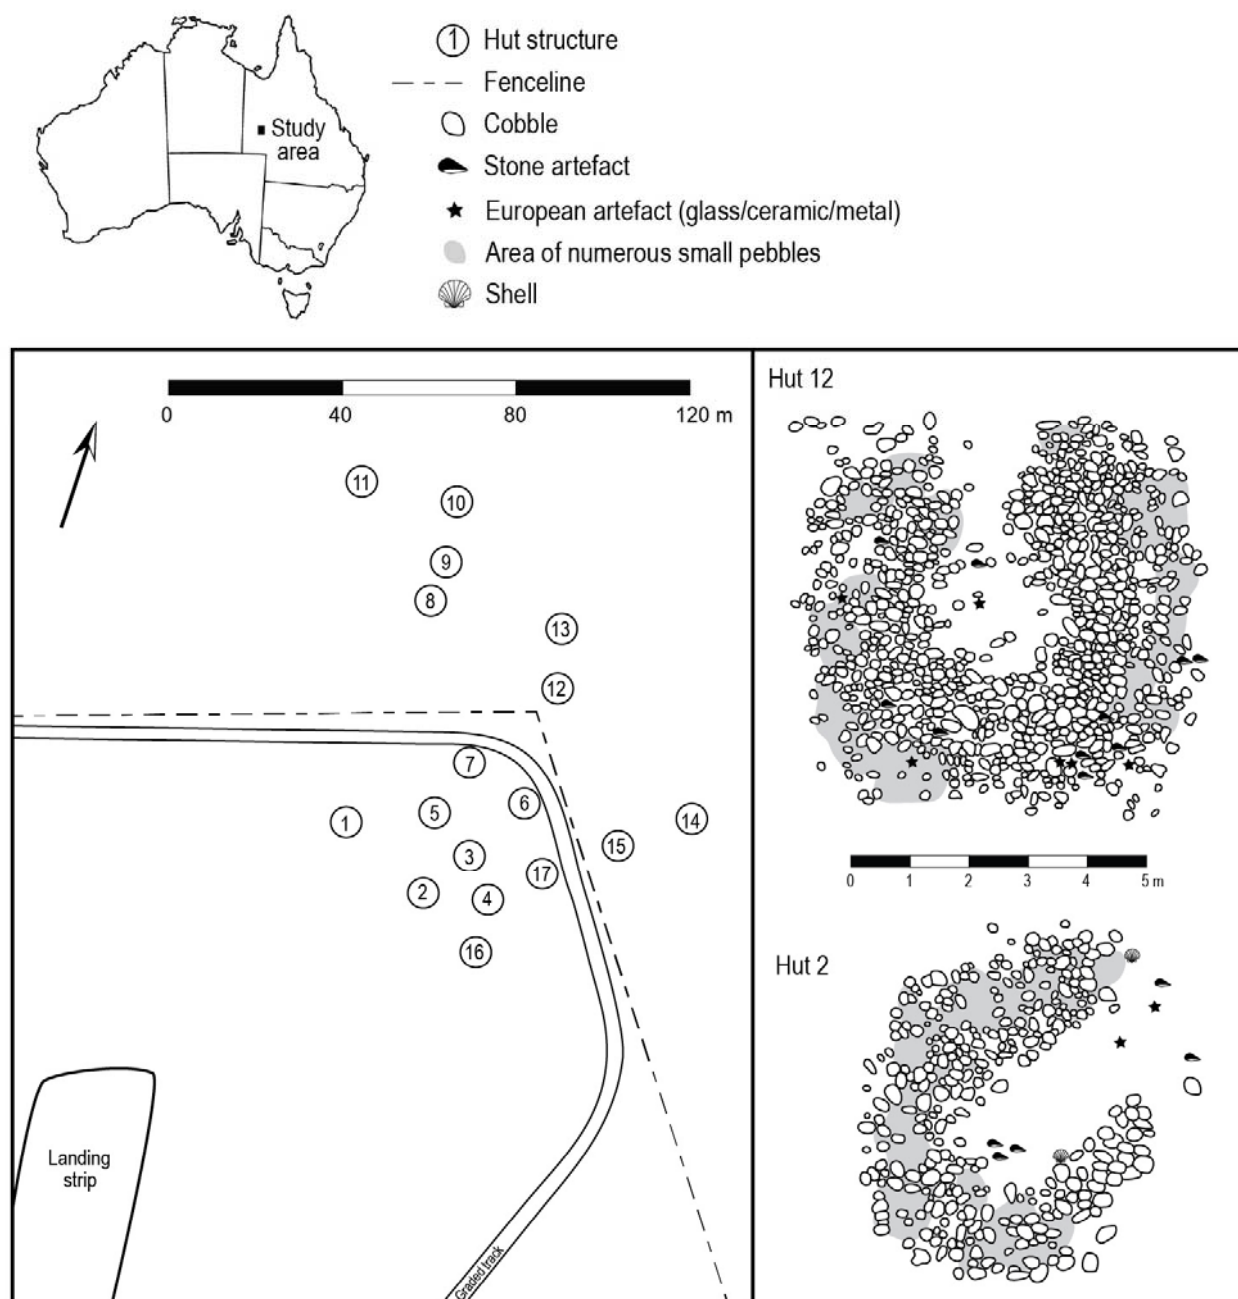 Study
area
1 Hut structure
Fenceline
Cobble
Stone artefact
European artefact (glass/ceramic/metal)
Area of numerous small pebbles
Shell
0 40 80 120 m
11
10
9
8
13
12
7
6
5
1
14
15
3
17
2
4
16
Landing
strip
Graded track
Hut 12
0 1 2 3 4 5 m
Hut 2